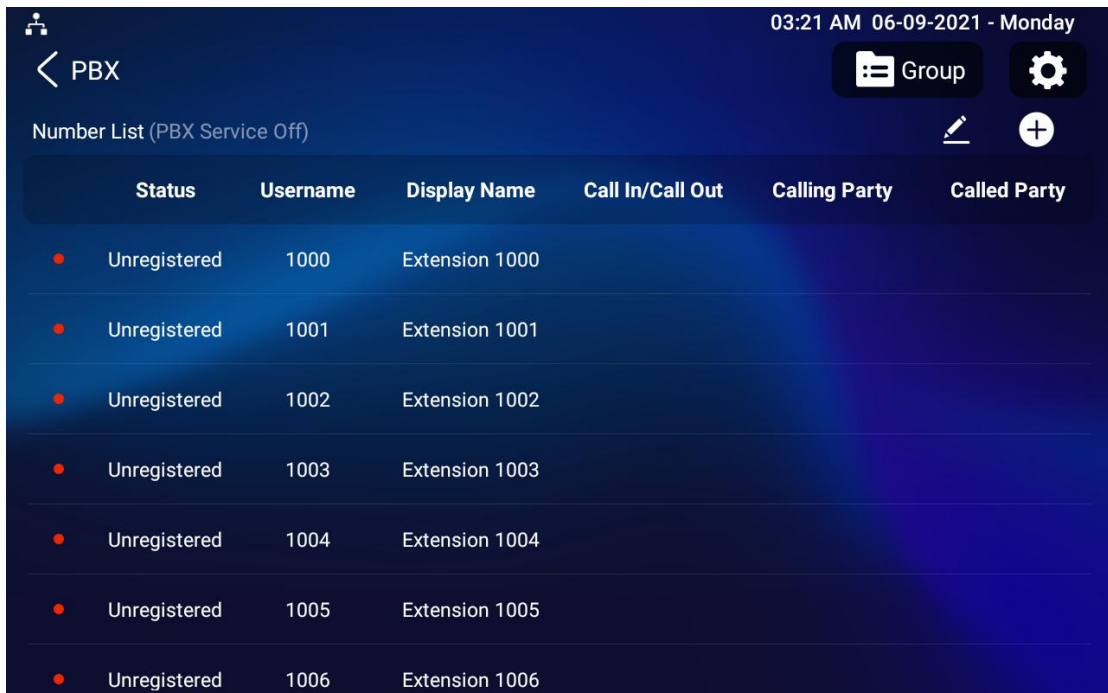 03:21 AM 06-09-2021 - Monday
PBX
Group
Number List (PBX Service Off)
Status Username Display Name Call In/Call Out Calling Party Called Party
Unregistered 1000 Extension 1000
Unregistered 1001 Extension 1001
Unregistered 1002 Extension 1002
Unregistered 1003 Extension 1003
Unregistered 1004 Extension 1004
Unregistered 1005 Extension 1005
Unregistered 1006 Extension 1006